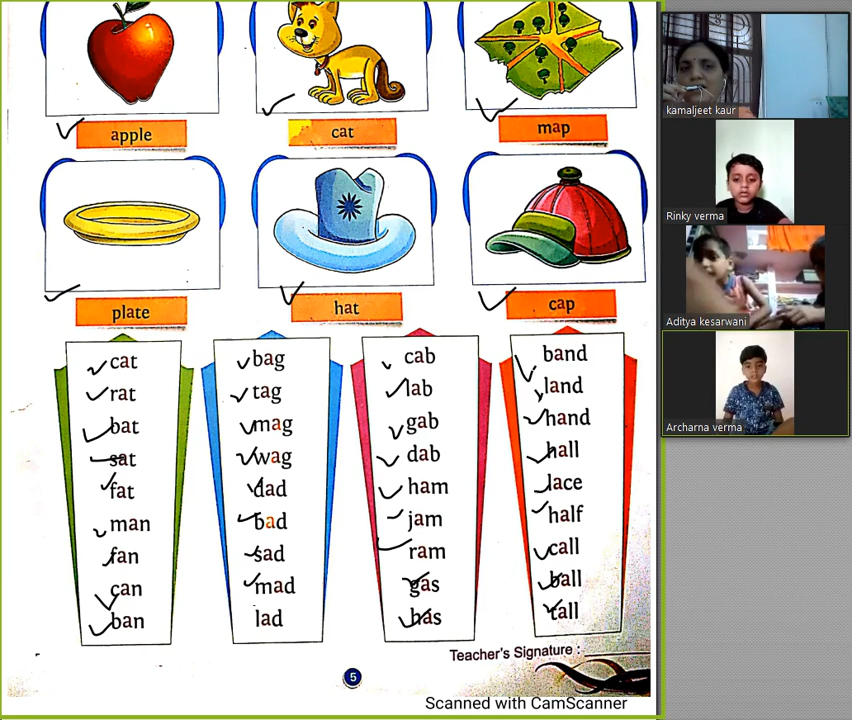 apple cat map
plate hat cap
cat bag cab band
rat tag lab land
bat mag gab hand
sat wag dab hall
fat dad ham lace
man bad jam half
fan sad ram call
can mad gas ball
ban lad has tall
Teacher's Signature :
5
Scanned with CamScanner
kamaljeet kaur
Rinky verma
Aditya kesarwani
Archarna verma